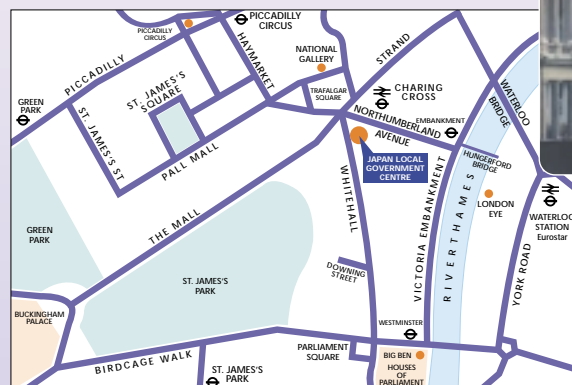 PICCADILLY
CIRCUS
PICCADILLY
CIRCUS
HAYMARKET
NATIONAL
GALLERY
STRAND
PICCADILLY
ST. JAMES'S
SQUARE
TRAFALGAR
SQUARE
CHARING
CROSS
WATERLOO
BRIDGE
GREEN
PARK
ST. JAMES'S ST
NORTHUMBERLAND
AVENUE
EMBANKMENT
PALL MALL
JAPAN LOCAL
GOVERNMENT
CENTRE
HUNGERFORD
BRIDGE
WHITEHALL
VICTORIA EMBANKMENT
RIVER THAMES
LONDON
EYE
WATERLOO
STATION
Eurostar
THE MALL
GREEN
PARK
YORK ROAD
DOWNING
STREET
ST. JAMES'S
PARK
BUCKINGHAM
PALACE
WESTMINSTER
PARLIAMENT
SQUARE
BIG BEN
HOUSES
OF
PARLIAMENT
BIRDCAGE WALK
ST. JAMES'S
PARK